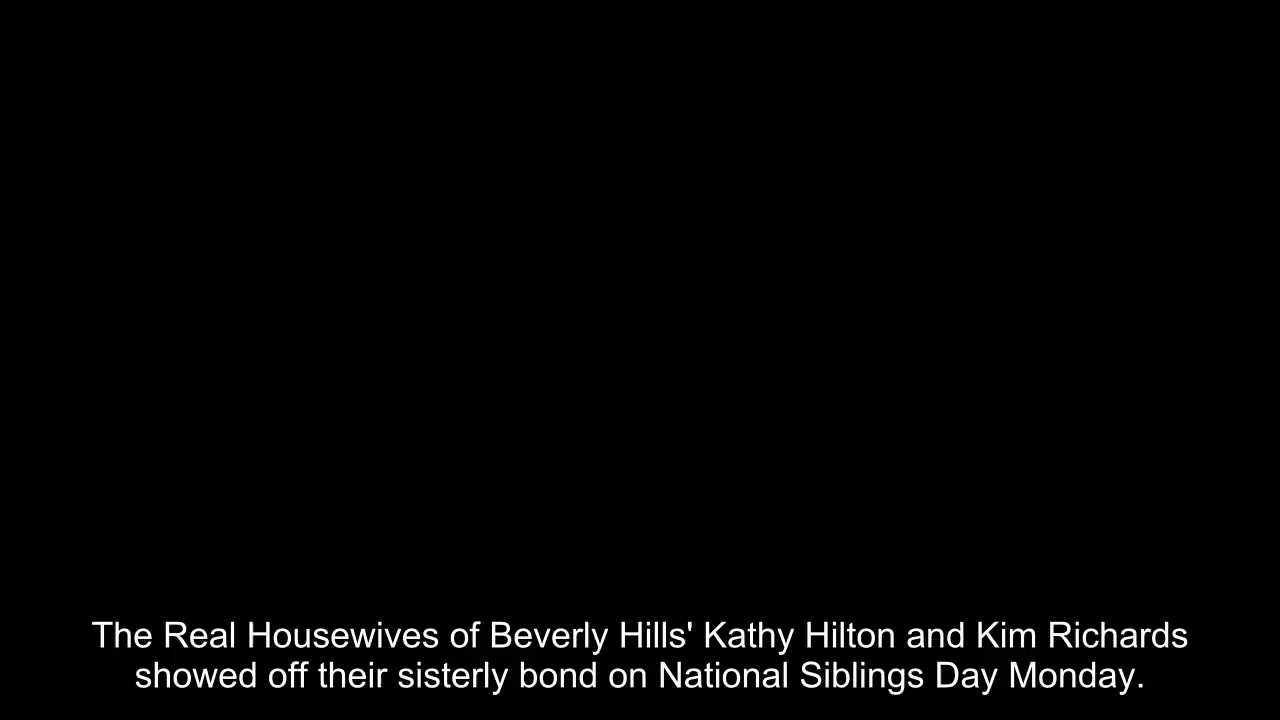 The Real Housewives of Beverly Hills' Kathy Hilton and Kim Richards
showed off their sisterly bond on National Siblings Day Monday.